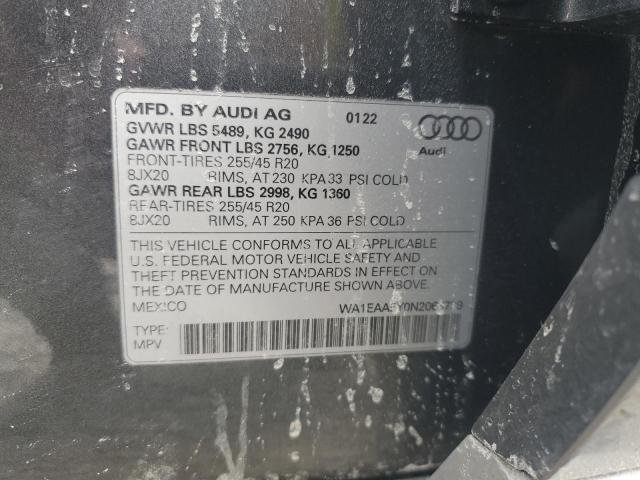 MFD. BY AUDI AG 0122
GVWR LBS 5489, KG 2490
GAWR FRONT LBS 2756, KG 1250
FRONT-TIRES 255/45 R20
8JX20 RIMS, AT 230 KPA 33 PSI COLD
GAWR REAR LBS 2998, KG 1360
REAR-TIRES 255/45 R20
8JX20 RIMS, AT 250 KPA 36 PSI COLD
Audi
THIS VEHICLE CONFORMS TO ALL APPLICABLE
U.S. FEDERAL MOTOR VEHICLE SAFETY AND
THEFT PREVENTION STANDARDS IN EFFECT ON
THE DATE OF MANUFACTURE SHOWN ABOVE.
MEXICO
TYPE:
MPV